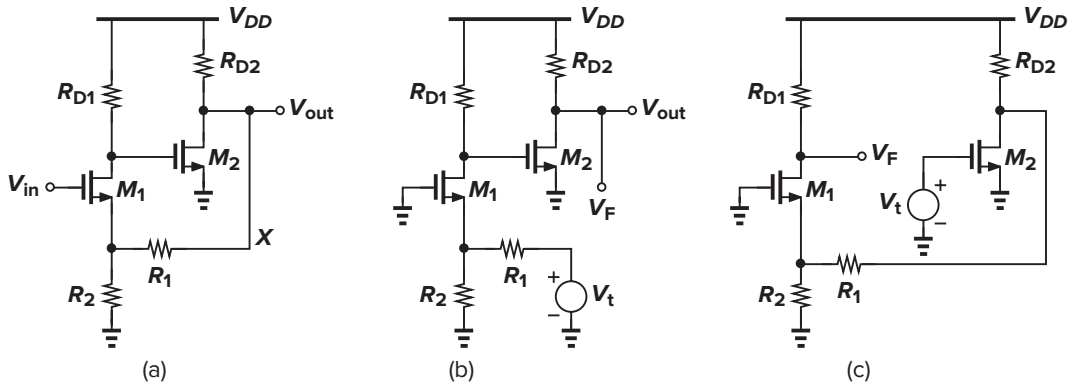 V_DD
R_D1
R_D2
V_out
V_in
M_1
M_2
X
R_1
R_2
(a)
V_DD
R_D1
R_D2
V_out
M_1
M_2
V_F
R_1
R_2
V_t
+
−
(b)
V_DD
R_D1
R_D2
V_F
M_1
M_2
V_t
+
−
R_1
R_2
(c)